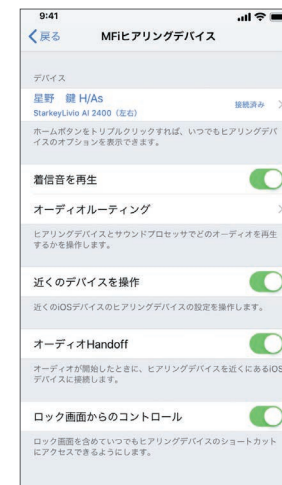 9:41
戻る MFiヒアリングデバイス
デバイス
星野 鍵 H/As 接続済み
StarkeyLivio AI 2400（左右）
ホームボタンをトリプルクリックすれば、いつでもヒアリングデバ
イスのオプションを表示できます。
着信音を再生
オーディオルーティング
ヒアリングデバイスとサウンドプロセッサでどのオーディオを再生
するかを操作します。
近くのデバイスを操作
近くのiOSデバイスのヒアリングデバイスの設定を操作します。
オーディオHandoff
オーディオが開始したときに、ヒアリングデバイスを近くにあるiOS
デバイスに接続します。
ロック画面からのコントロール
ロック画面を含めていつでもヒアリングデバイスのショートカット
にアクセスできるようにします。